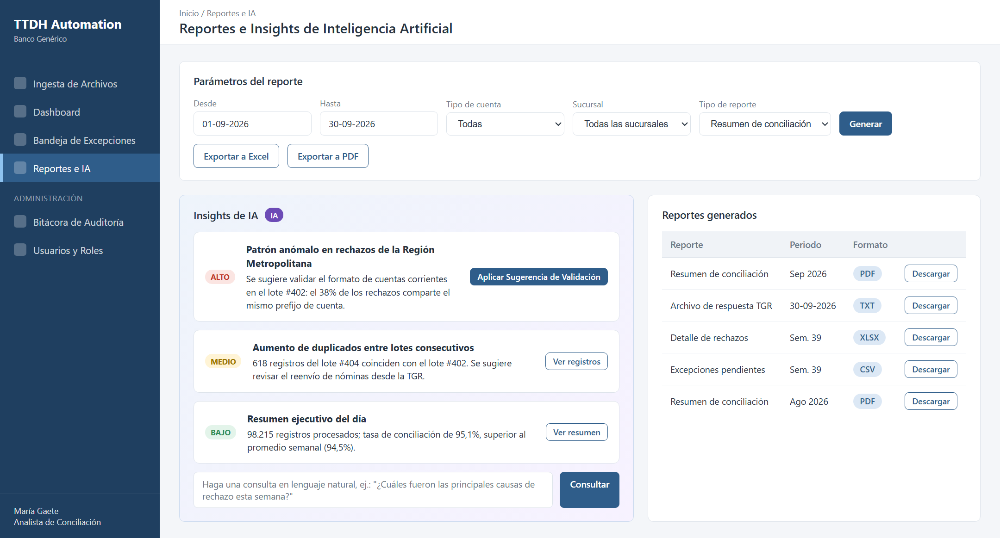 TTDH Automation
Banco Genérico
Ingesta de Archivos
Dashboard
Bandeja de Excepciones
Reportes e IA
ADMINISTRACIÓN
Bitácora de Auditoría
Usuarios y Roles
María Gaete
Analista de Conciliación
Inicio / Reportes e IA
Reportes e Insights de Inteligencia Artificial
Parámetros del reporte
Desde
Hasta
Tipo de cuenta
Sucursal
Tipo de reporte
01-09-2026
30-09-2026
Todas
Todas las sucursales
Resumen de conciliación
Generar
Exportar a Excel
Exportar a PDF
Insights de IA
IA
ALTO
Patrón anómalo en rechazos de la Región
Metropolitana
Se sugiere validar el formato de cuentas corrientes
en el lote #402: el 38% de los rechazos comparte el
mismo prefijo de cuenta.
Aplicar Sugerencia de Validación
MEDIO
Aumento de duplicados entre lotes consecutivos
618 registros del lote #404 coinciden con el lote #402. Se sugiere
revisar el reenvío de nóminas desde la TGR.
Ver registros
BAJO
Resumen ejecutivo del día
98.215 registros procesados; tasa de conciliación de 95,1%, superior al
promedio semanal (94,5%).
Ver resumen
Haga una consulta en lenguaje natural, ej.: "¿Cuáles fueron las principales causas de
rechazo esta semana?"
Consultar
Reportes generados
Reporte Periodo Formato
Resumen de conciliación Sep 2026 PDF Descargar
Archivo de respuesta TGR 30-09-2026 TXT Descargar
Detalle de rechazos Sem. 39 XLSX Descargar
Excepciones pendientes Sem. 39 CSV Descargar
Resumen de conciliación Ago 2026 PDF Descargar